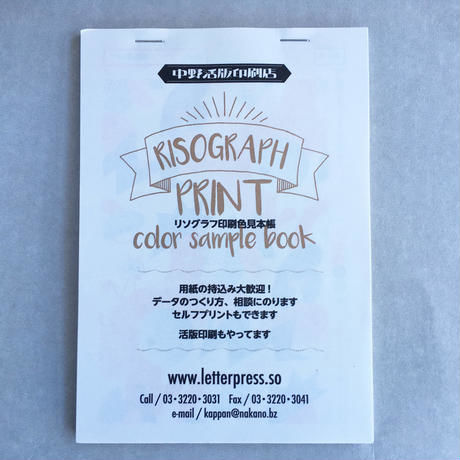 中野活版印刷店
RISOGRAPH
PRINT
リソグラフ印刷色見本帳
color sample book
用紙の持込み大歓迎！
データのつくり方、相談にのります
セルフプリントもできます
活版印刷もやってます
www.letterpress.so
Call / 03・3220・3031 Fax / 03・3220・3041
e-mail / kappan@nakano.bz